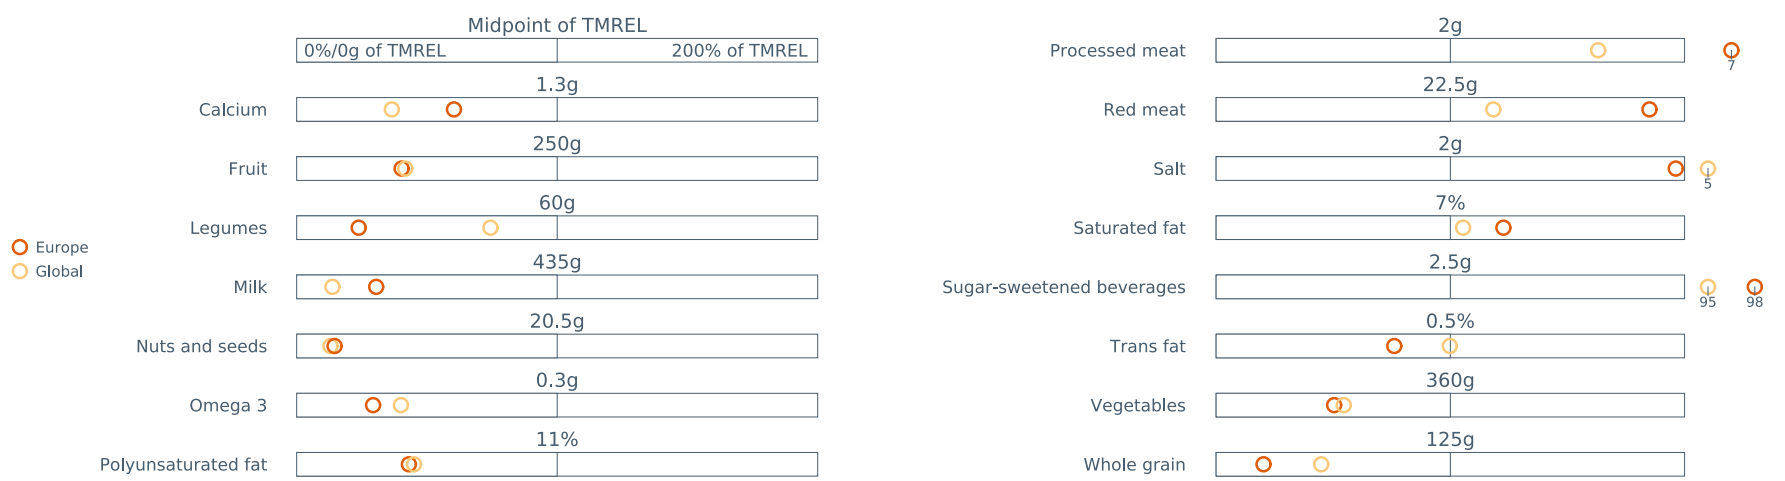 Midpoint of TMREL
0%/0g of TMREL 200% of TMREL
1.3g
Calcium
250g
Fruit
60g
Legumes
Europe
Global
435g
Milk
20.5g
Nuts and seeds
0.3g
Omega 3
11%
Polyunsaturated fat
2g
Processed meat
7
22.5g
Red meat
2g
Salt
5
7%
Saturated fat
2.5g
Sugar-sweetened beverages
95 98
0.5%
Trans fat
360g
Vegetables
125g
Whole grain